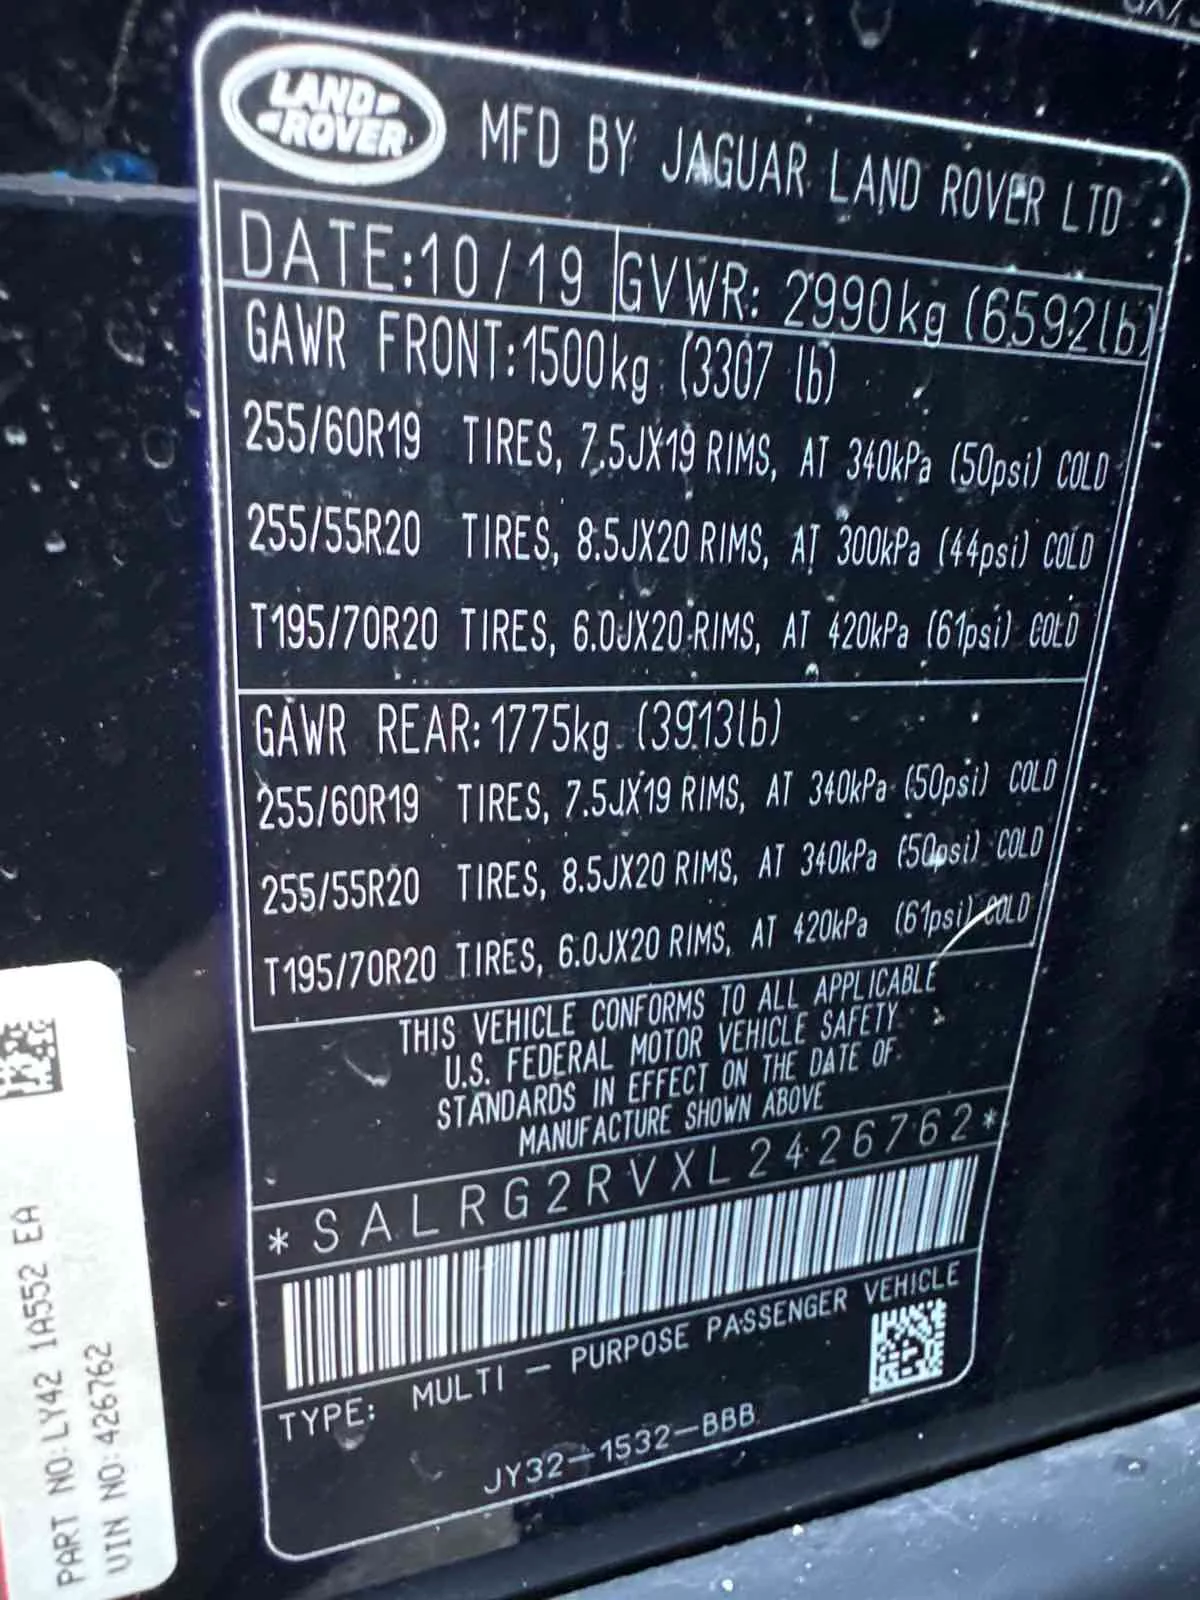 LAND ROVER
MFD BY JAGUAR LAND ROVER LTD
DATE:10/19 GVWR: 2990kg (6592lb)
GAWR FRONT:1500kg (3307 lb)
255/60R19 TIRES, 7.5JX19 RIMS, AT 340kPa (50psi) COLD
255/55R20 TIRES, 8.5JX20 RIMS, AT 300kPa (44psi) COLD
T195/70R20 TIRES, 6.0JX20 RIMS, AT 420kPa (61psi) COLD
GAWR REAR:1775kg (3913lb)
255/60R19 TIRES, 7.5JX19 RIMS, AT 340kPa (50psi) COLD
255/55R20 TIRES, 8.5JX20 RIMS, AT 340kPa (50psi) COLD
T195/70R20 TIRES, 6.0JX20 RIMS, AT 420kPa (61psi) COLD
THIS VEHICLE CONFORMS TO ALL APPLICABLE
U.S. FEDERAL MOTOR VEHICLE SAFETY
STANDARDS IN EFFECT ON THE DATE OF
MANUFACTURE SHOWN ABOVE
*SALRG2RVXL2426762*
TYPE: MULTI - PURPOSE PASSENGER VEHICLE
JY32-1532-BBB
PART NO:LY42 1A552 EA
VIN NO:426762